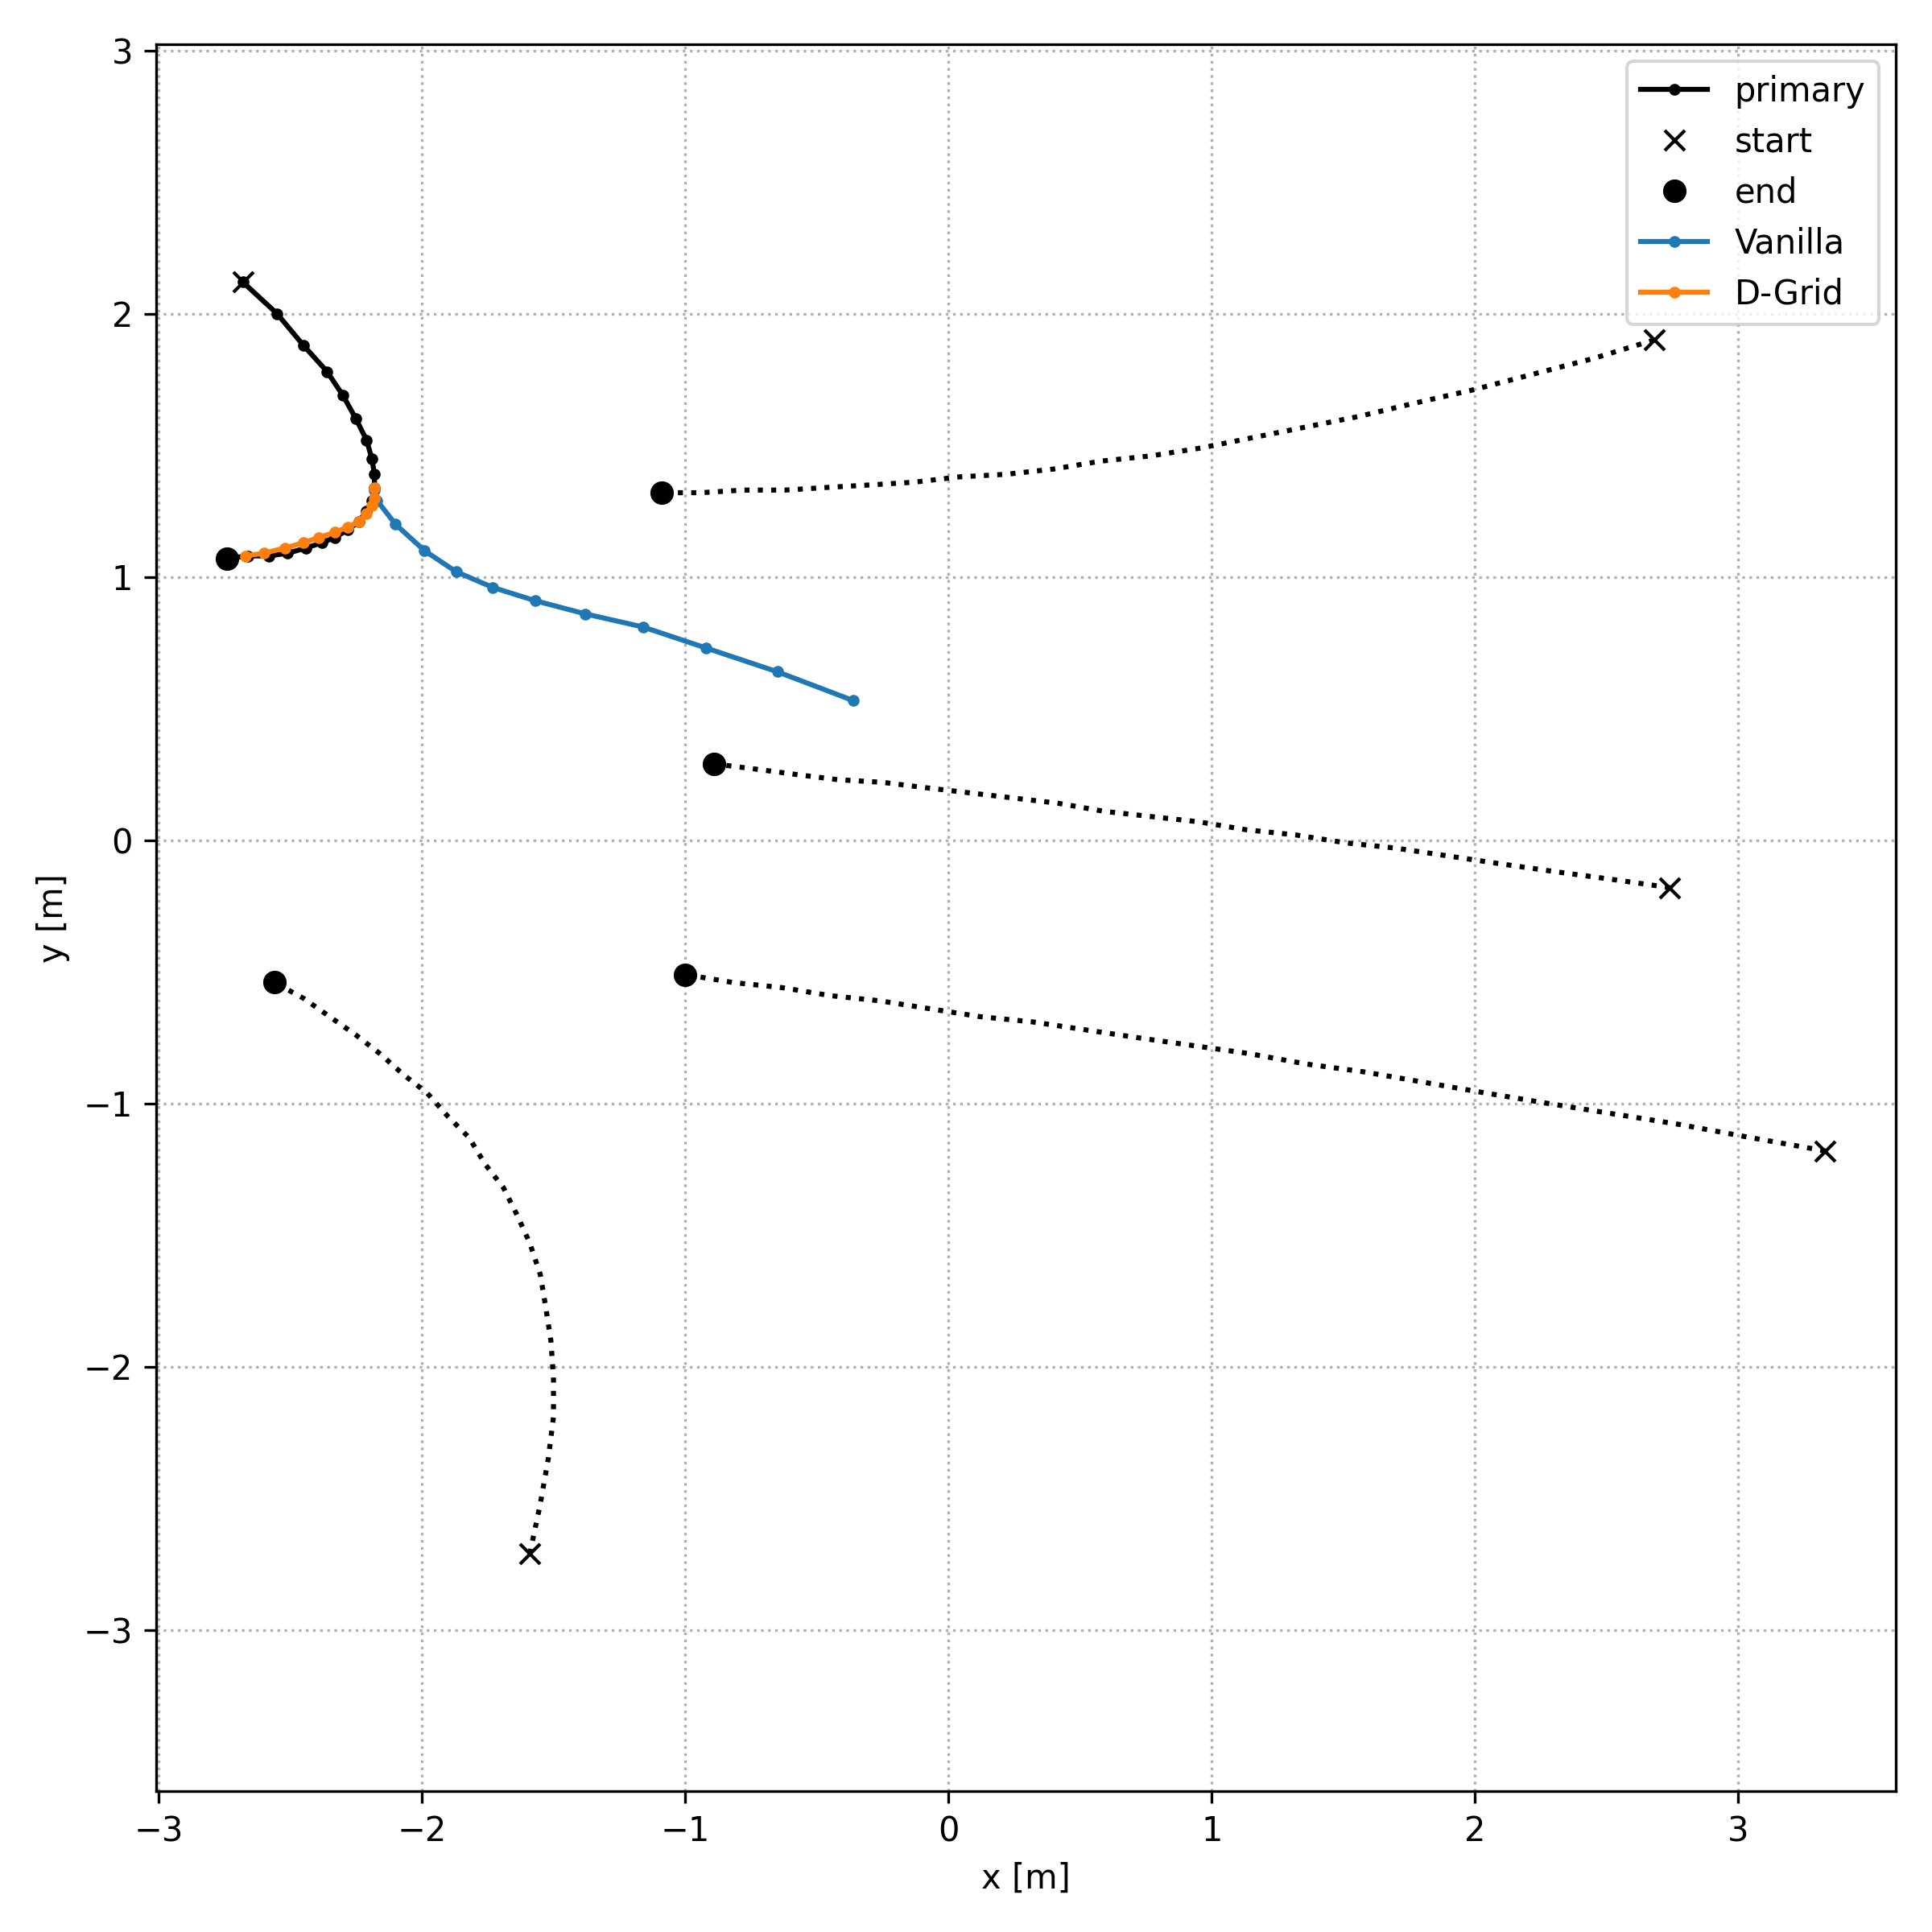 3
2
1
0
−1
−2
−3
y [m]
primary
start
end
Vanilla
D-Grid
−3 −2 −1 0 1 2 3
x [m]